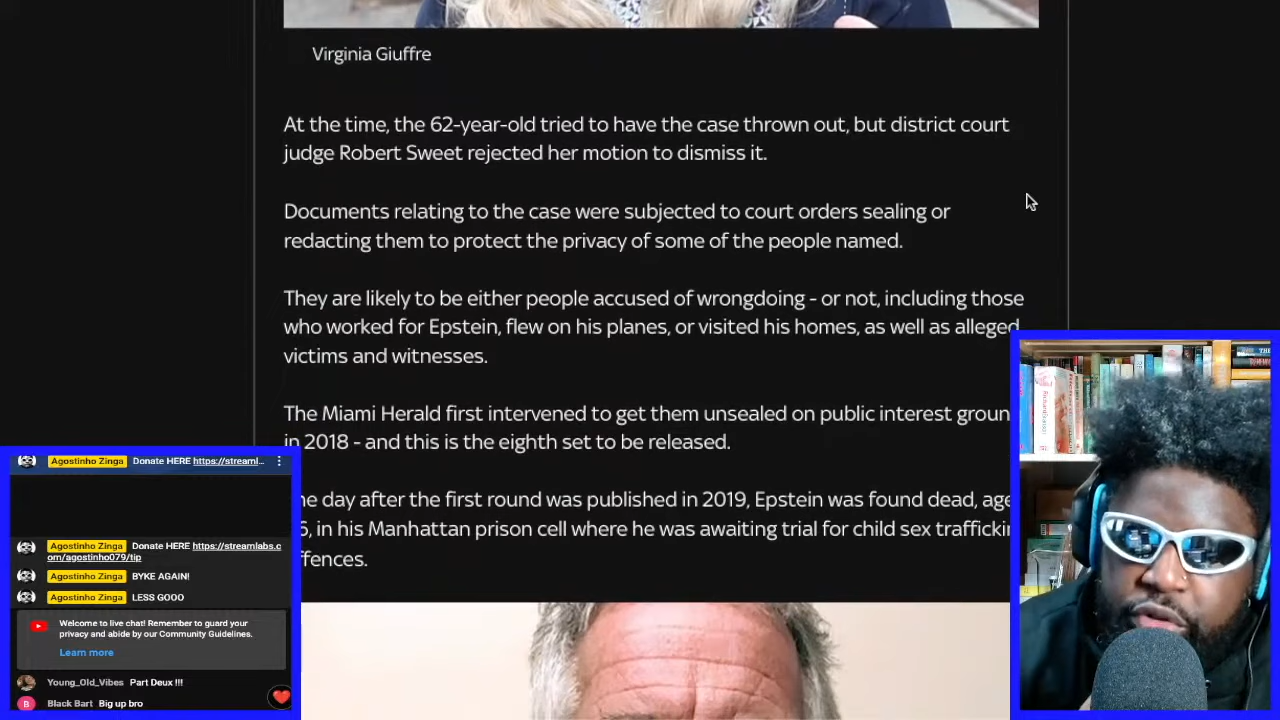 Virginia Giuffre
At the time, the 62-year-old tried to have the case thrown out, but district court
judge Robert Sweet rejected her motion to dismiss it.
Documents relating to the case were subjected to court orders sealing or
redacting them to protect the privacy of some of the people named.
They are likely to be either people accused of wrongdoing - or not, including those
who worked for Epstein, flew on his planes, or visited his homes, as well as alleged
victims and witnesses.
The Miami Herald first intervened to get them unsealed on public interest groun
in 2018 - and this is the eighth set to be released.
ne day after the first round was published in 2019, Epstein was found dead, age
6, in his Manhattan prison cell where he was awaiting trial for child sex traffickin
ffences.
Agostinho Zinga Donate HERE https://streaml...
Agostinho Zinga Donate HERE https://streamlabs.c
om/agostinho079/tip
Agostinho Zinga BYKE AGAIN!
Agostinho Zinga LESS GOOO
Welcome to live chat! Remember to guard your
privacy and abide by our Community Guidelines.
Learn more
Young_Old_Vibes Part Deux !!!
B Black Bart Big up bro